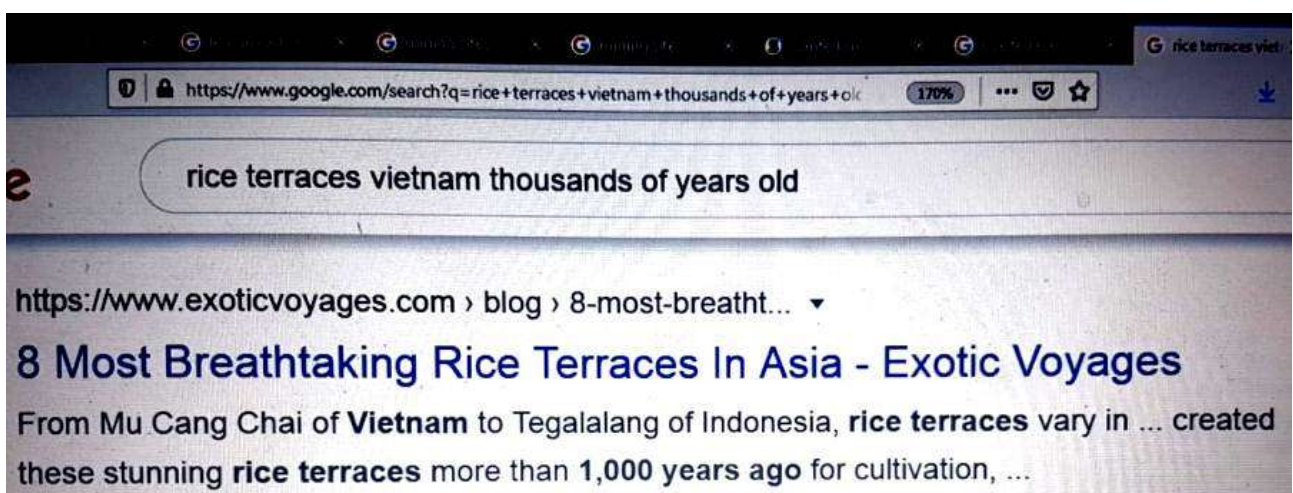 rice terraces viet
https://www.google.com/search?q=rice+terraces+vietnam+thousands+of+years+old 170%
e rice terraces vietnam thousands of years old
https://www.exoticvoyages.com › blog › 8-most-breatht...
8 Most Breathtaking Rice Terraces In Asia - Exotic Voyages
From Mu Cang Chai of Vietnam to Tegalalang of Indonesia, rice terraces vary in ... created
these stunning rice terraces more than 1,000 years ago for cultivation, ...